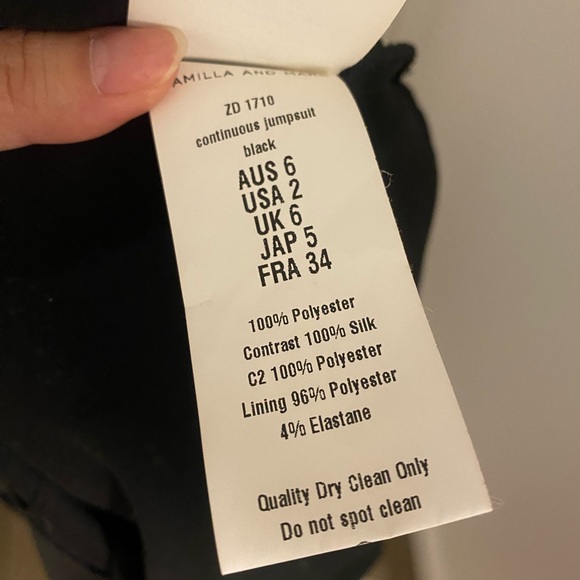 AMILLA AND
ZD 1710
continuous jumpsuit
black
AUS 6
USA 2
UK 6
JAP 5
FRA 34
100% Polyester
Contrast 100% Silk
C2 100% Polyester
Lining 96% Polyester
4% Elastane
Quality Dry Clean Only
Do not spot clean